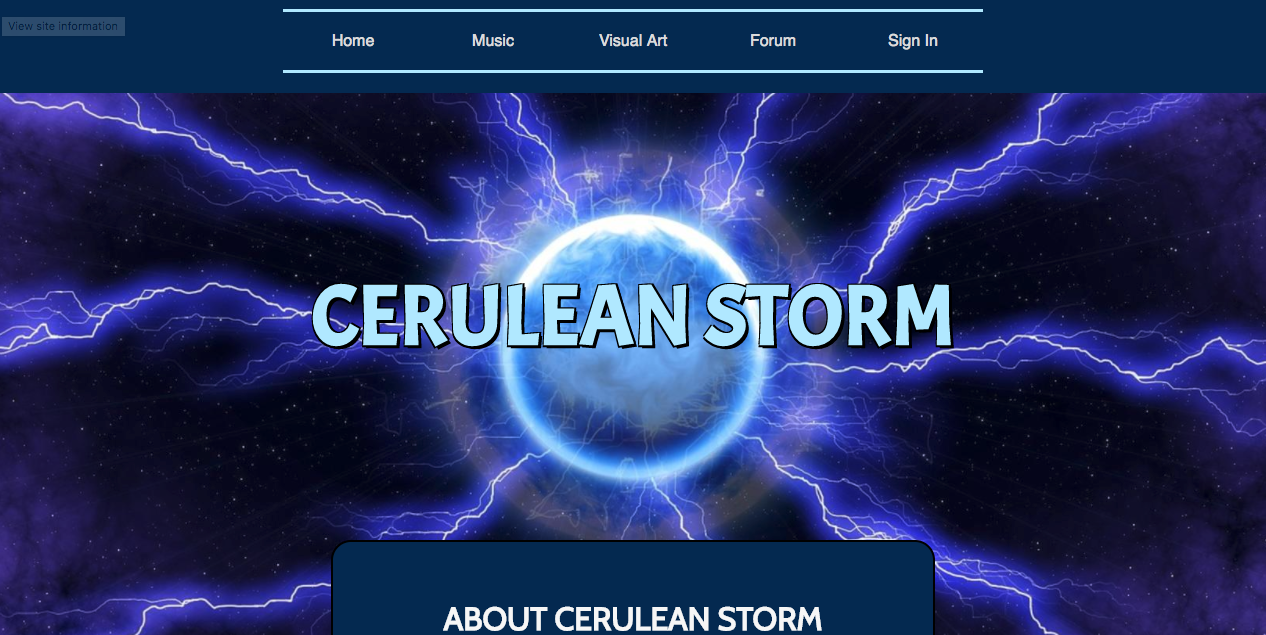 View site information
Home Music Visual Art Forum Sign In
CERULEAN STORM
ABOUT CERULEAN STORM